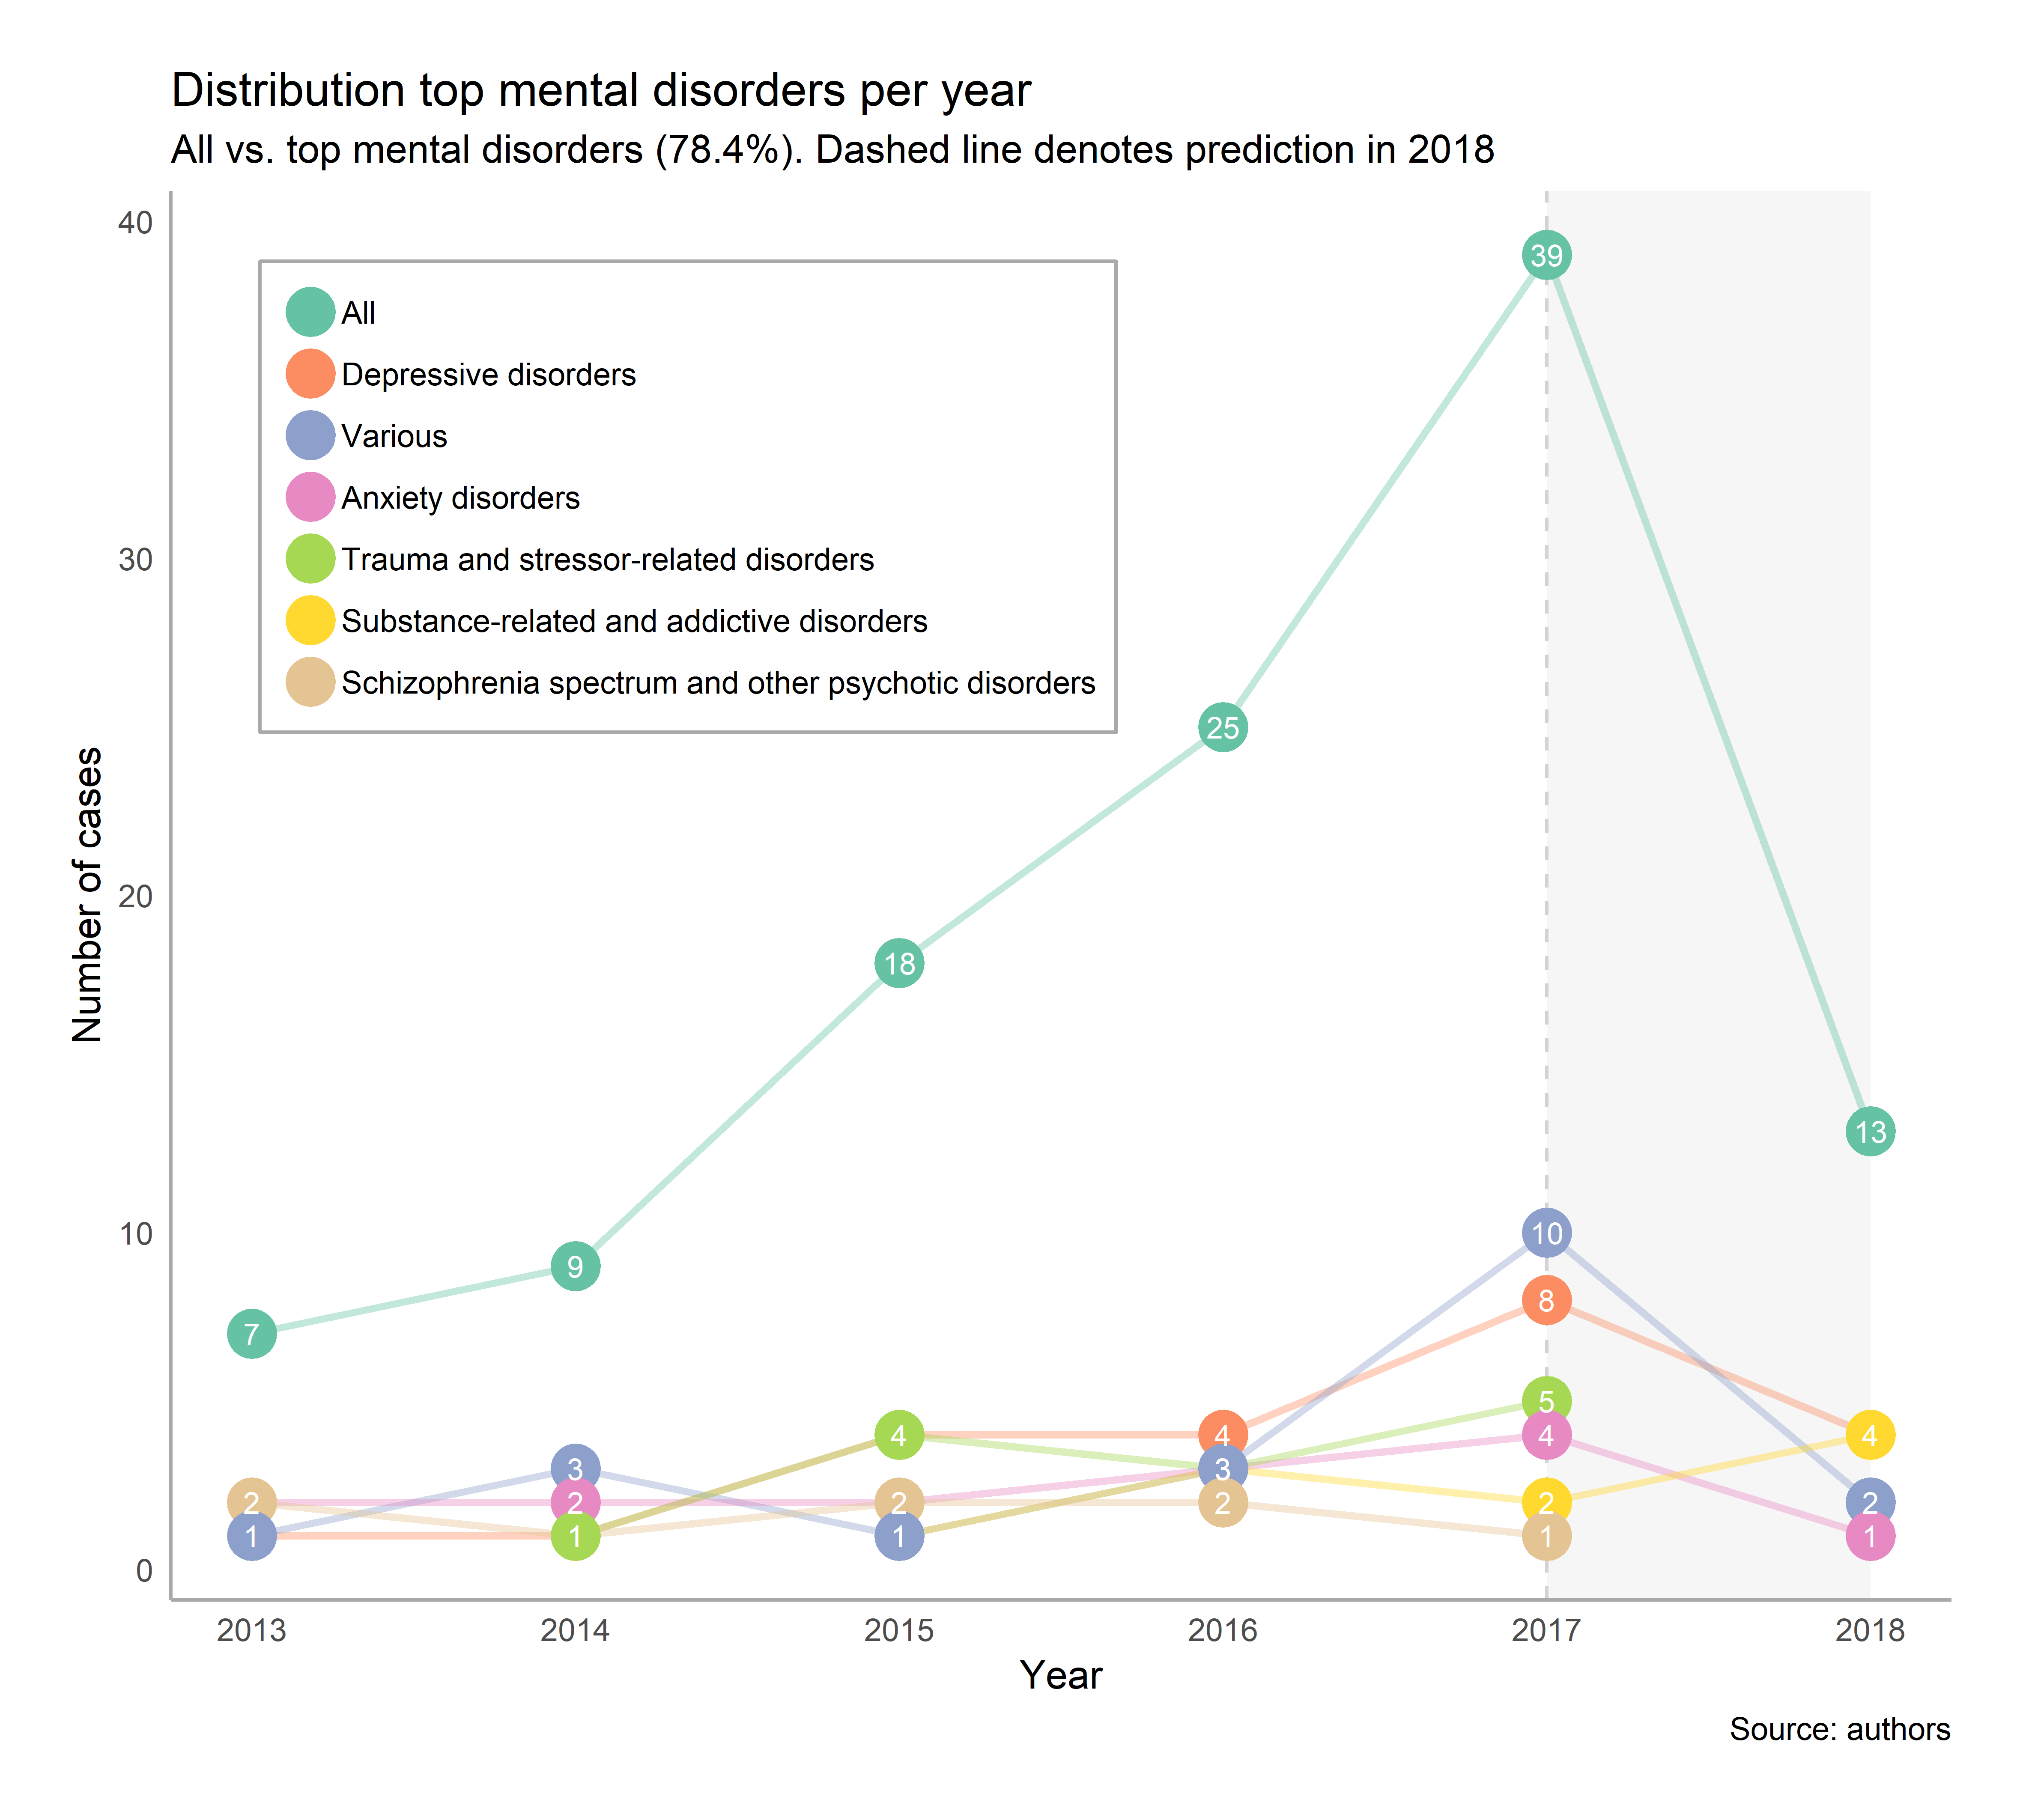 Distribution top mental disorders per year
All vs. top mental disorders (78.4%). Dashed line denotes prediction in 2018
40
30
20
10
0
Number of cases
All
Depressive disorders
Various
Anxiety disorders
Trauma and stressor-related disorders
Substance-related and addictive disorders
Schizophrenia spectrum and other psychotic disorders
39
25
18
13
9
7
10
8
5
4
2
1
4
3
2
4
2
1
3
2
1
2
1
4
2
1
2013 2014 2015 2016 2017 2018
Year
Source: authors